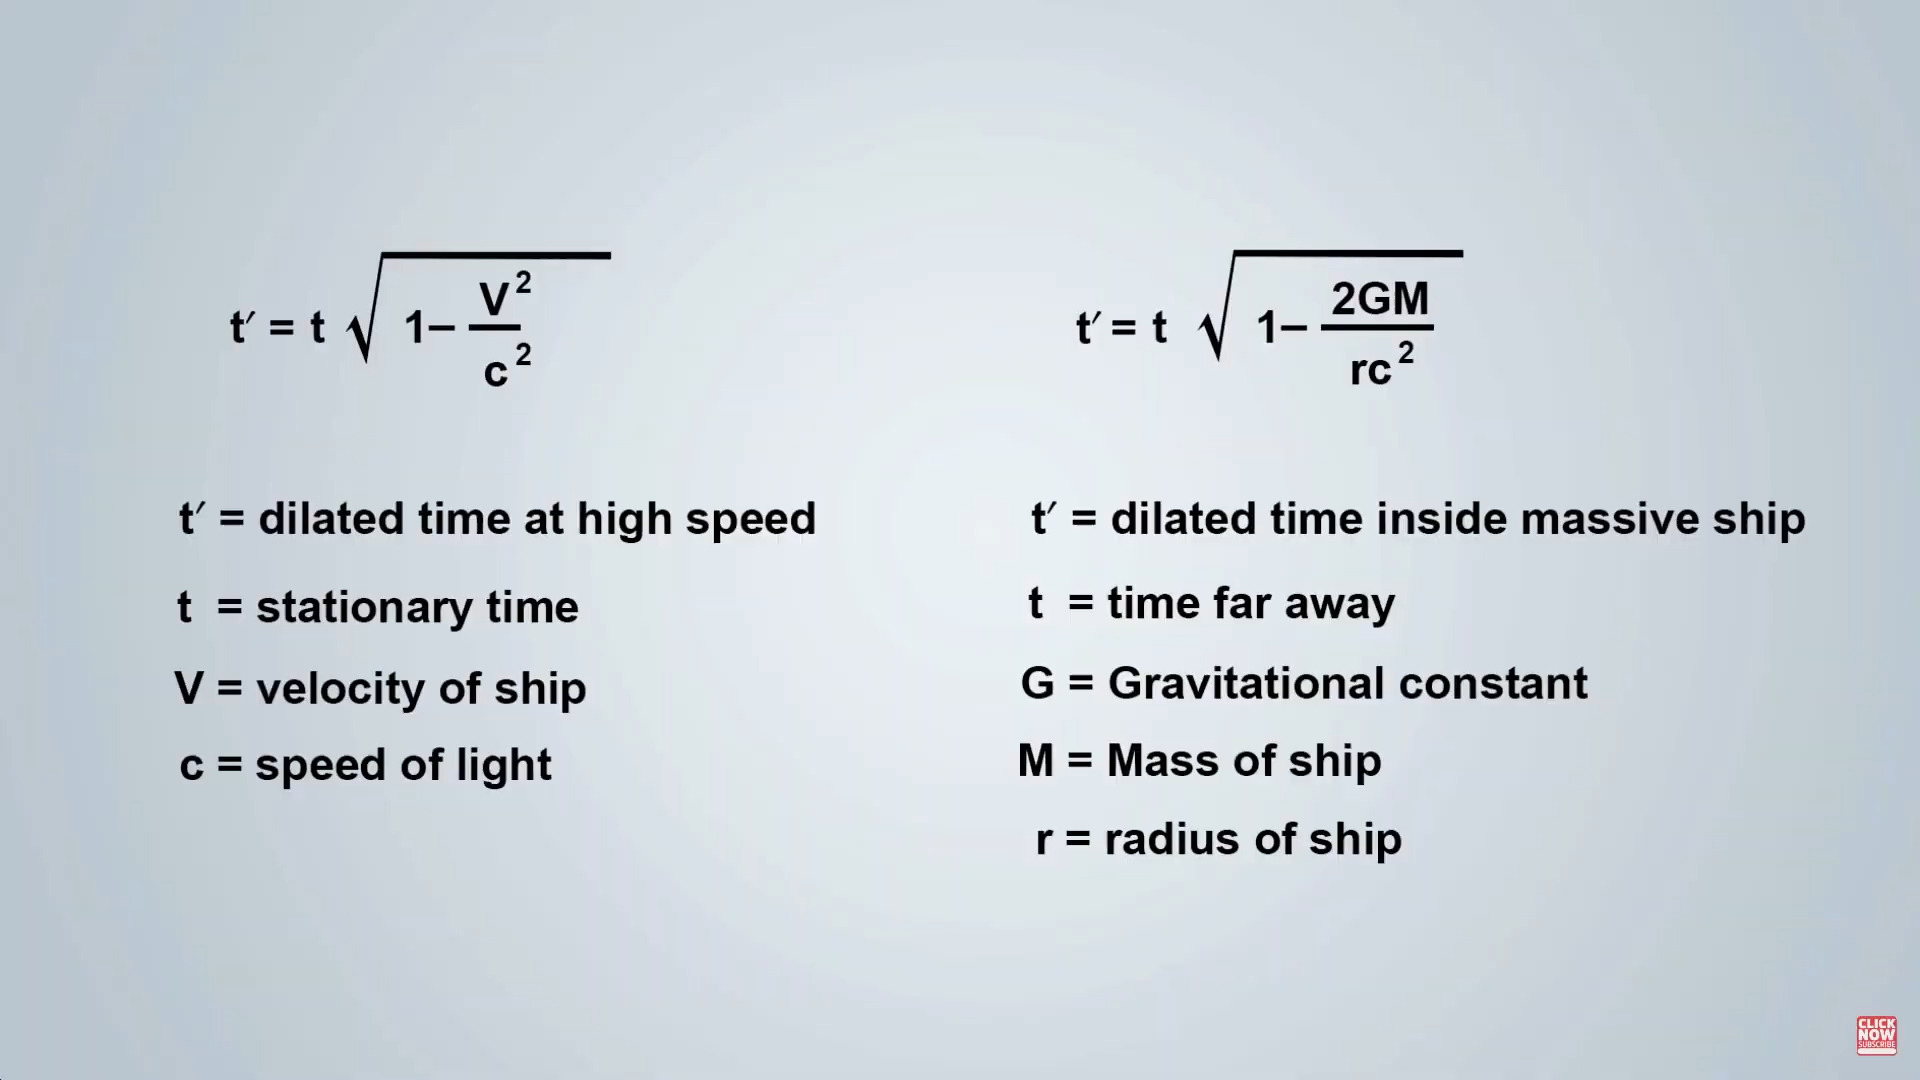 t′ = t √ 1– V² / c²
t′ = dilated time at high speed
t = stationary time
V = velocity of ship
c = speed of light
t′ = t √ 1– 2GM / rc²
t′ = dilated time inside massive ship
t = time far away
G = Gravitational constant
M = Mass of ship
r = radius of ship
CLICK
NOW
SUBSCRIBE